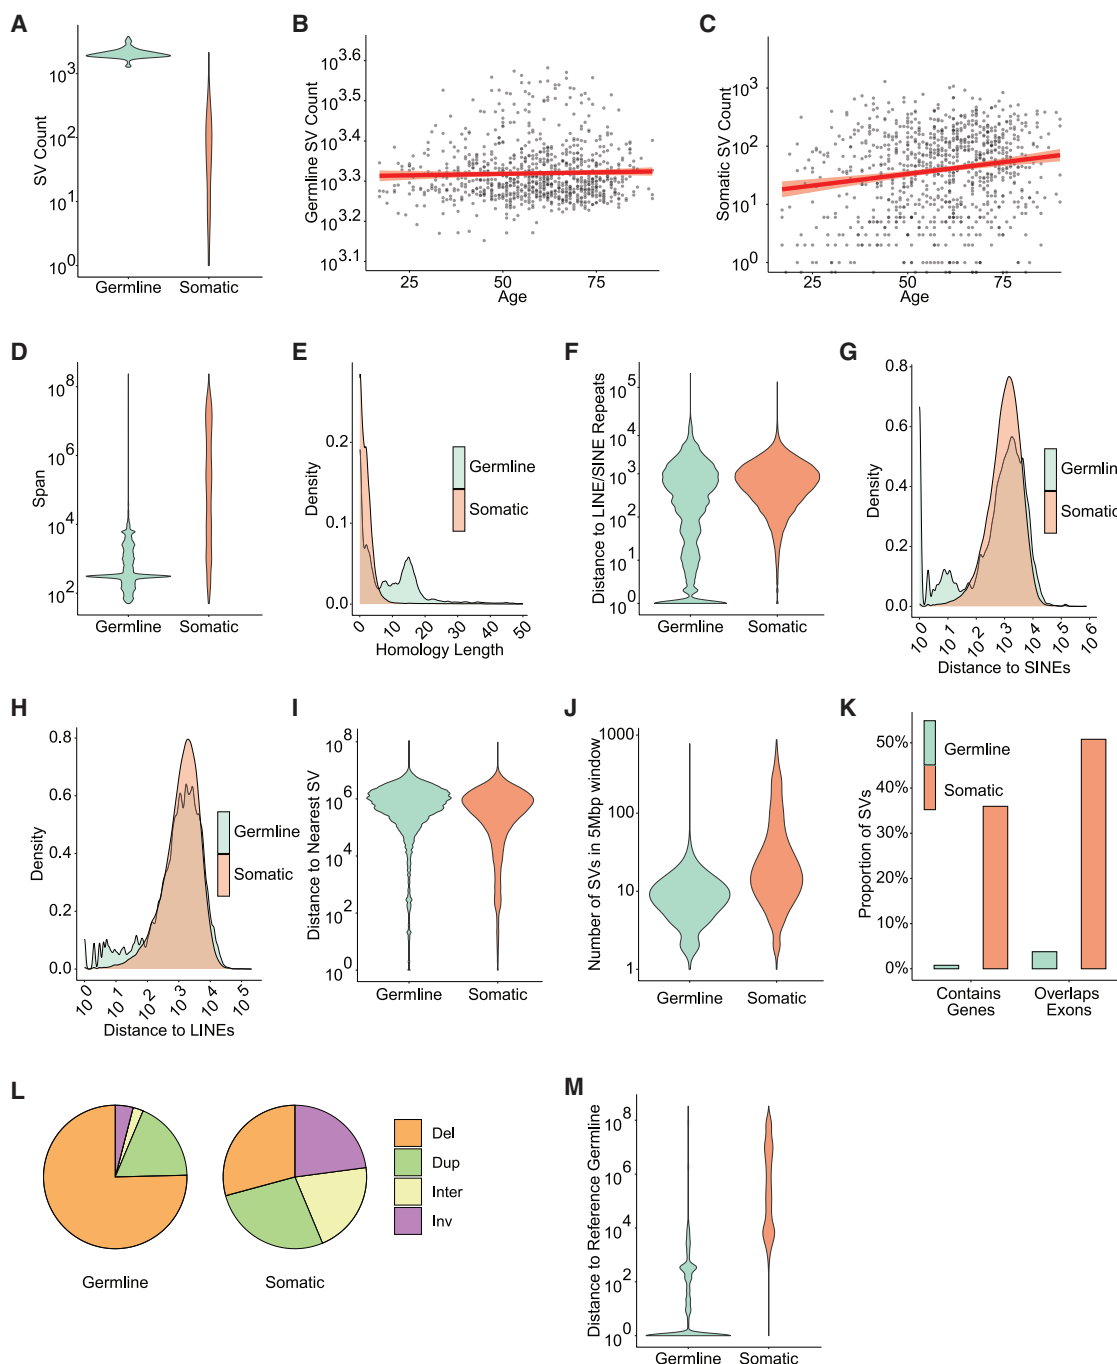 A
SV Count
10^3
10^2
10^1
10^0
Germline Somatic
B
Germline SV Count
10^3.6
10^3.5
10^3.4
10^3.3
10^3.2
10^3.1
25 50 75
Age
C
Somatic SV Count
10^3
10^2
10^1
10^0
25 50 75
Age
D
Span
10^8
10^6
10^4
10^2
Germline Somatic
E
Density
0.2
0.1
0.0
Germline
Somatic
0 10 20 30 40 50
Homology Length
F
Distance to LINE/SINE Repeats
10^5
10^4
10^3
10^2
10^1
10^0
Germline Somatic
G
Density
0.8
0.6
0.4
0.2
0.0
Germlin
Somatic
10^0 10^1 10^2 10^3 10^4 10^5 10^6
Distance to SINEs
H
Density
0.8
0.6
0.4
0.2
0.0
Germline
Somatic
10^0 10^1 10^2 10^3 10^4 10^5
Distance to LINEs
I
Distance to Nearest SV
10^8
10^6
10^4
10^2
10^0
Germline Somatic
J
Number of SVs in 5Mbp window
1000
100
10
1
Germline Somatic
K
Proportion of SVs
50%
40%
30%
20%
10%
0%
Germline
Somatic
Contains Overlaps
Genes Exons
L
Germline
Somatic
Del
Dup
Inter
Inv
M
Distance to Reference Germline
10^8
10^6
10^4
10^2
10^0
Germline Somatic